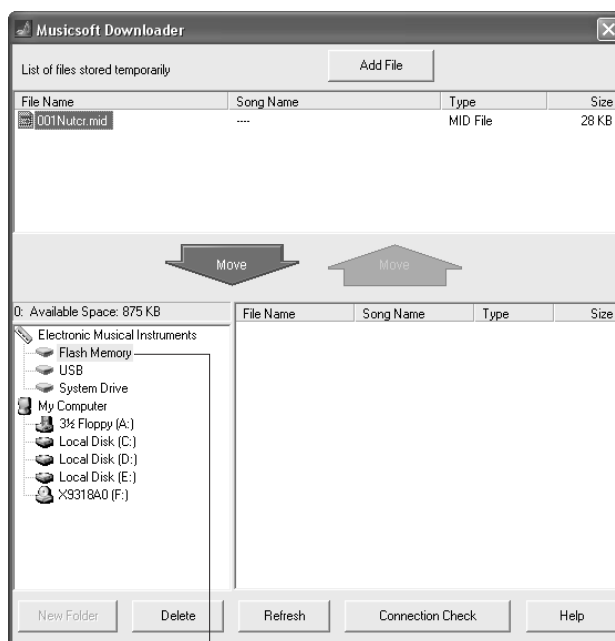 Musicsoft Downloader
List of files stored temporarily
Add File
File Name Song Name Type Size
001Nutcr.mid ---- MID File 28 KB
Move Move
0: Available Space: 875 KB
File Name Song Name Type Size
Electronic Musical Instruments
Flash Memory
USB
System Drive
My Computer
3½ Floppy (A:)
Local Disk (C:)
Local Disk (D:)
Local Disk (E:)
X9318A0 (F:)
New Folder Delete Refresh Connection Check Help